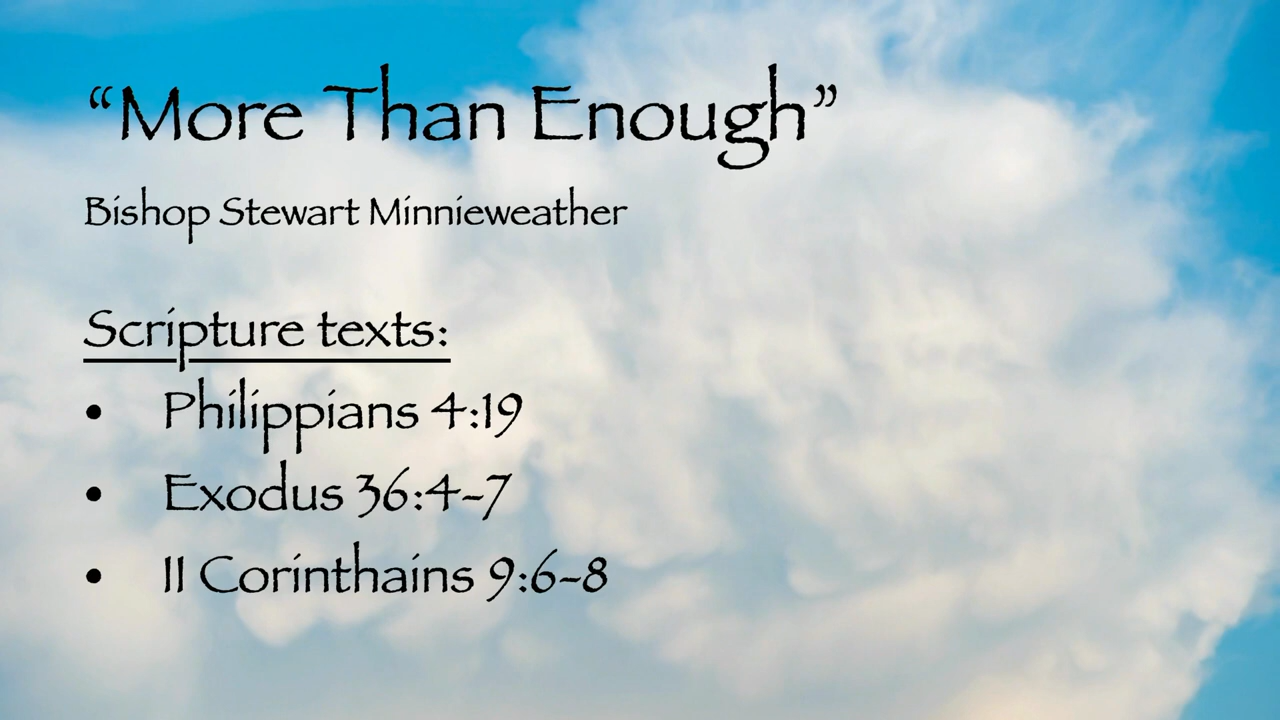 “More Than Enough”
Bishop Stewart Minnieweather
Scripture texts:
• Philippians 4:19
• Exodus 36:4-7
• II Corinthains 9:6-8